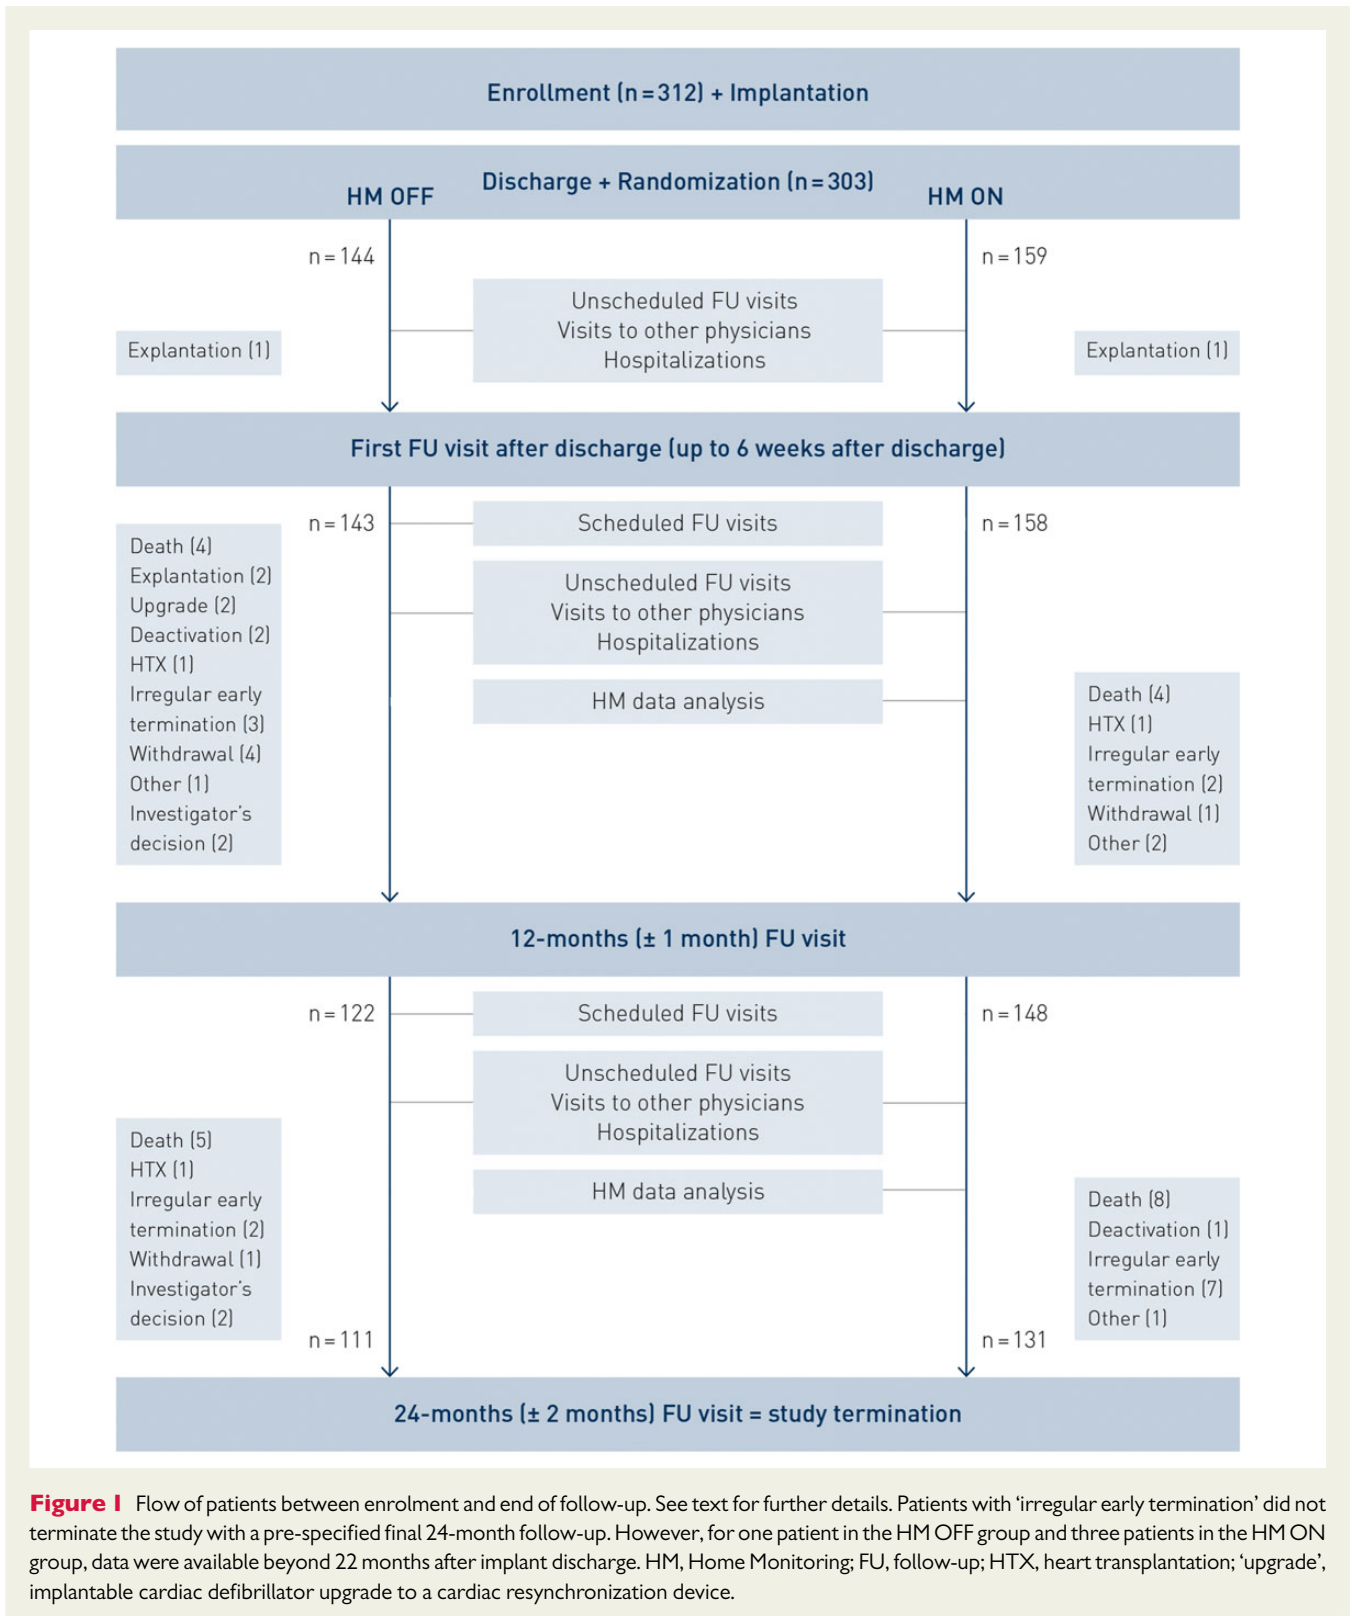 Enrollment (n=312) + Implantation
Discharge + Randomization (n=303)
HM OFF
HM ON
n=144
n=159
Unscheduled FU visits
Visits to other physicians
Hospitalizations
Explantation (1)
Explantation (1)
First FU visit after discharge (up to 6 weeks after discharge)
n=143
Scheduled FU visits
n=158
Death (4)
Explantation (2)
Upgrade (2)
Deactivation (2)
HTX (1)
Irregular early
termination (3)
Withdrawal (4)
Other (1)
Investigator's
decision (2)
Unscheduled FU visits
Visits to other physicians
Hospitalizations
HM data analysis
Death (4)
HTX (1)
Irregular early
termination (2)
Withdrawal (1)
Other (2)
12-months (± 1 month) FU visit
n=122
Scheduled FU visits
n=148
Unscheduled FU visits
Visits to other physicians
Hospitalizations
HM data analysis
Death (5)
HTX (1)
Irregular early
termination (2)
Withdrawal (1)
Investigator's
decision (2)
Death (8)
Deactivation (1)
Irregular early
termination (7)
Other (1)
n=111
n=131
24-months (± 2 months) FU visit = study termination
Figure 1 Flow of patients between enrolment and end of follow-up. See text for further details. Patients with ‘irregular early termination’ did not
terminate the study with a pre-specified final 24-month follow-up. However, for one patient in the HM OFF group and three patients in the HM ON
group, data were available beyond 22 months after implant discharge. HM, Home Monitoring; FU, follow-up; HTX, heart transplantation; ‘upgrade’,
implantable cardiac defibrillator upgrade to a cardiac resynchronization device.